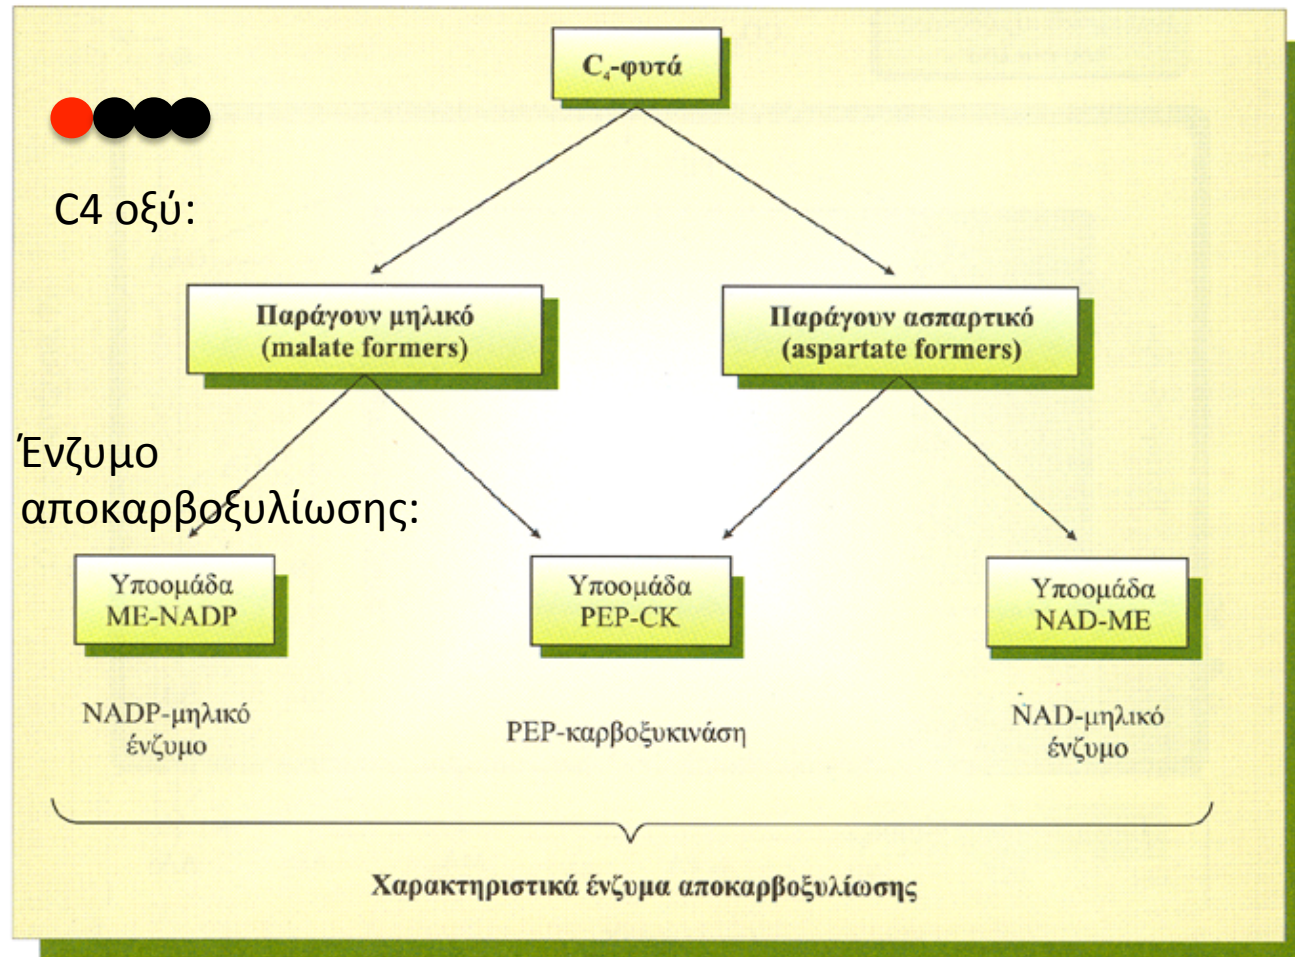 C₄-φυτά
C4 οξύ:
Παράγουν μηλικό
(malate formers)
Παράγουν ασπαρτικό
(aspartate formers)
Ένζυμο
αποκαρβοξυλίωσης:
Υποομάδα
ME-NADP
Υποομάδα
PEP-CK
Υποομάδα
NAD-ME
NADP-μηλικό
ένζυμο
PEP-καρβοξυκινάση
NAD-μηλικό
ένζυμο
Χαρακτηριστικά ένζυμα αποκαρβοξυλίωσης